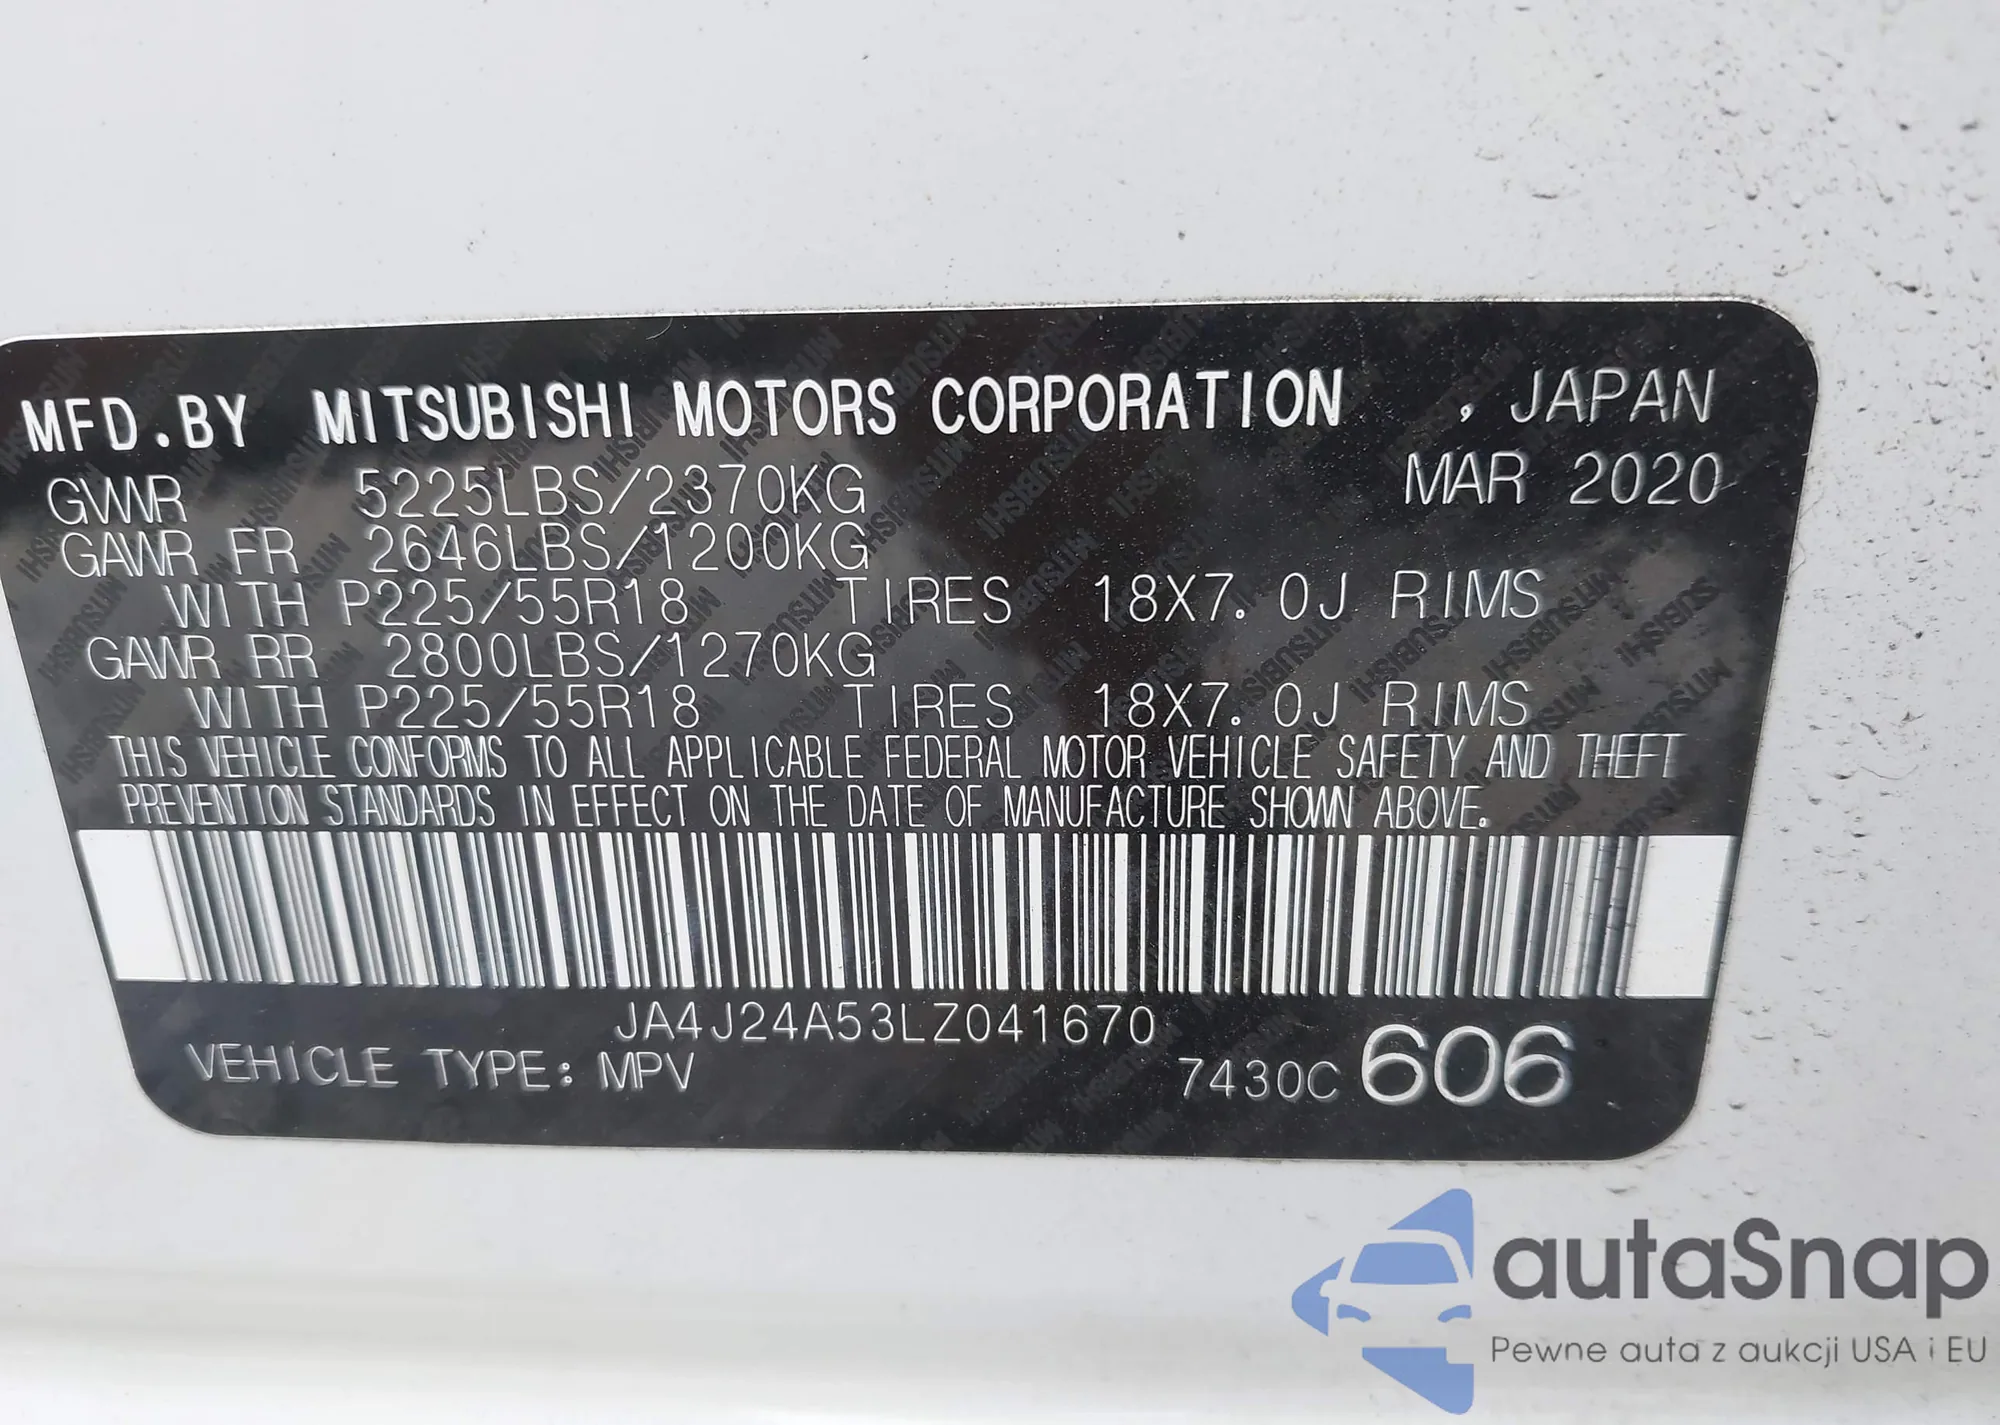 MFD.BY MITSUBISHI MOTORS CORPORATION , JAPAN
GVWR 5225LBS/2370KG MAR 2020
GAWR FR 2646LBS/1200KG
WITH P225/55R18 TIRES 18X7.0J RIMS
GAWR RR 2800LBS/1270KG
WITH P225/55R18 TIRES 18X7.0J RIMS
THIS VEHICLE CONFORMS TO ALL APPLICABLE FEDERAL MOTOR VEHICLE SAFETY AND THEFT
PREVENTION STANDARDS IN EFFECT ON THE DATE OF MANUFACTURE SHOWN ABOVE.
JA4J24A53LZ041670
VEHICLE TYPE: MPV 7430C 606
autaSnap
Pewne auta z aukcji USA i EU